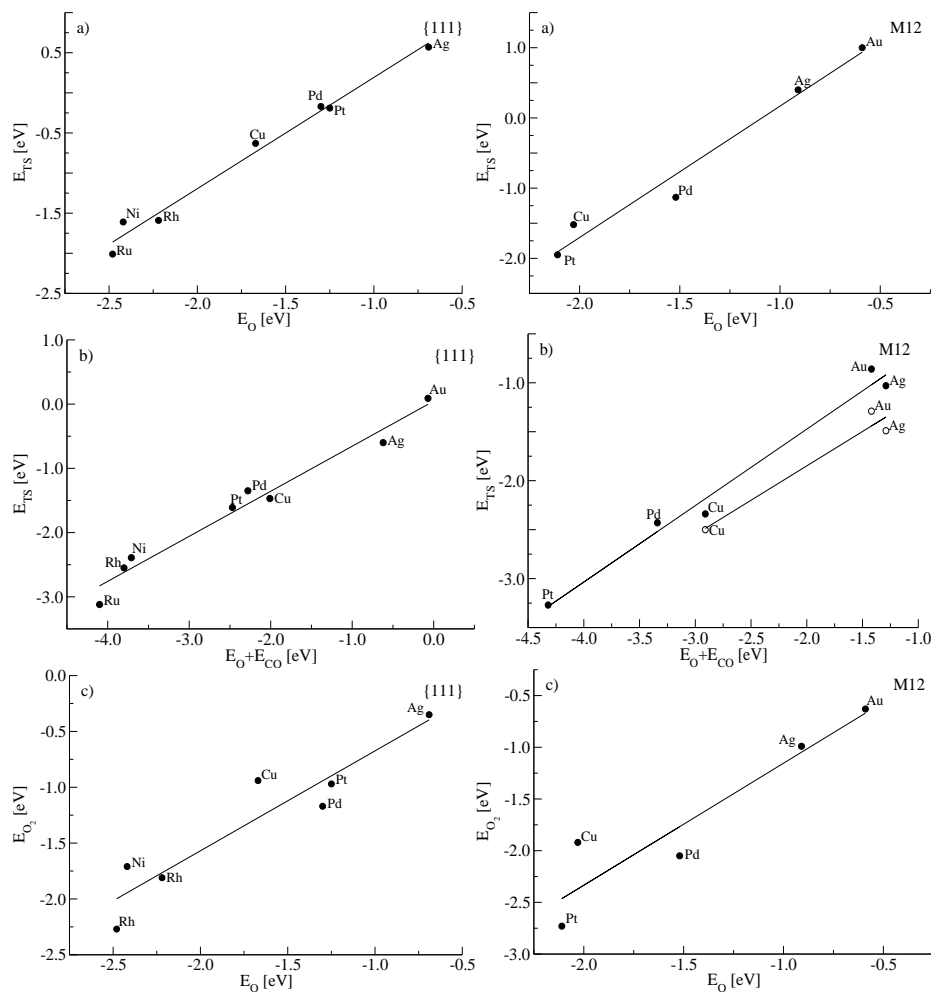 a)
{111}
0.5
-0.5
-1.5
-2.5
E_TS [eV]
Ag
Pd
Pt
Cu
Ni
Rh
Ru
-2.5 -2.0 -1.5 -1.0 -0.5
E_O [eV]
a)
M12
1.0
0.0
-1.0
-2.0
E_TS [eV]
Au
Ag
Pd
Cu
Pt
-2.0 -1.5 -1.0 -0.5
E_O [eV]
b)
{111}
1.0
0.0
-1.0
-2.0
-3.0
E_TS [eV]
Au
Ag
Pd
Pt
Cu
Ni
Rh
Ru
-4.0 -3.0 -2.0 -1.0 0.0
E_O+E_CO [eV]
b)
M12
-1.0
-2.0
-3.0
E_TS [eV]
Au
Ag
Au
Ag
Pd
Cu
Cu
Pt
-4.5 -4.0 -3.5 -3.0 -2.5 -2.0 -1.5 -1.0
E_O+E_CO [eV]
c)
{111}
0.0
-0.5
-1.0
-1.5
-2.0
-2.5
E_O2 [eV]
Ag
Cu
Pt
Pd
Ni
Rh
Rh
-2.5 -2.0 -1.5 -1.0 -0.5
E_O [eV]
c)
M12
-0.5
-1.0
-1.5
-2.0
-2.5
-3.0
E_O2 [eV]
Au
Ag
Cu
Pd
Pt
-2.0 -1.5 -1.0 -0.5
E_O [eV]